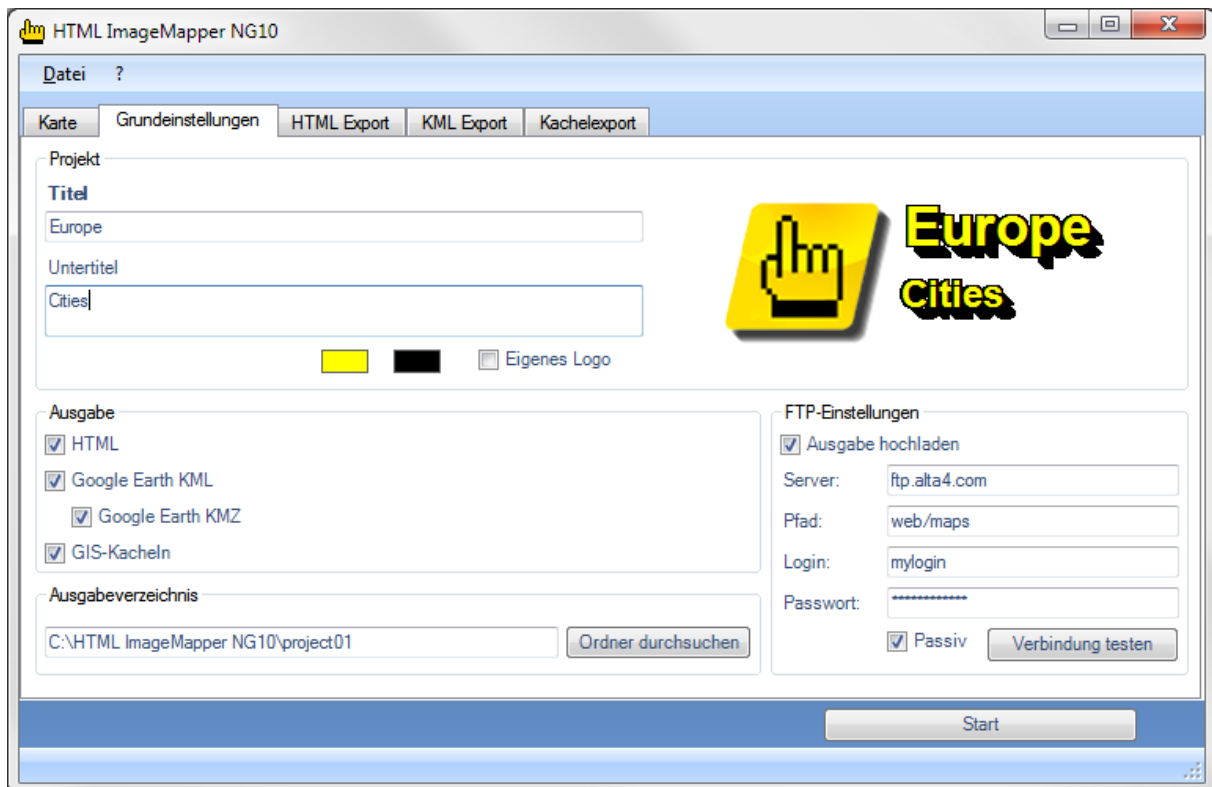 HTML ImageMapper NG10
Datei ?
Karte Grundeinstellungen HTML Export KML Export Kachelexport
Projekt
Titel
Europe
Untertitel
Cities
Eigenes Logo
Europe
Cities
Ausgabe
HTML
Google Earth KML
Google Earth KMZ
GIS-Kacheln
Ausgabeverzeichnis
C:\HTML ImageMapper NG10\project01 Ordner durchsuchen
FTP-Einstellungen
Ausgabe hochladen
Server: ftp.alta4.com
Pfad: web/maps
Login: mylogin
Passwort: ************
Passiv Verbindung testen
Start